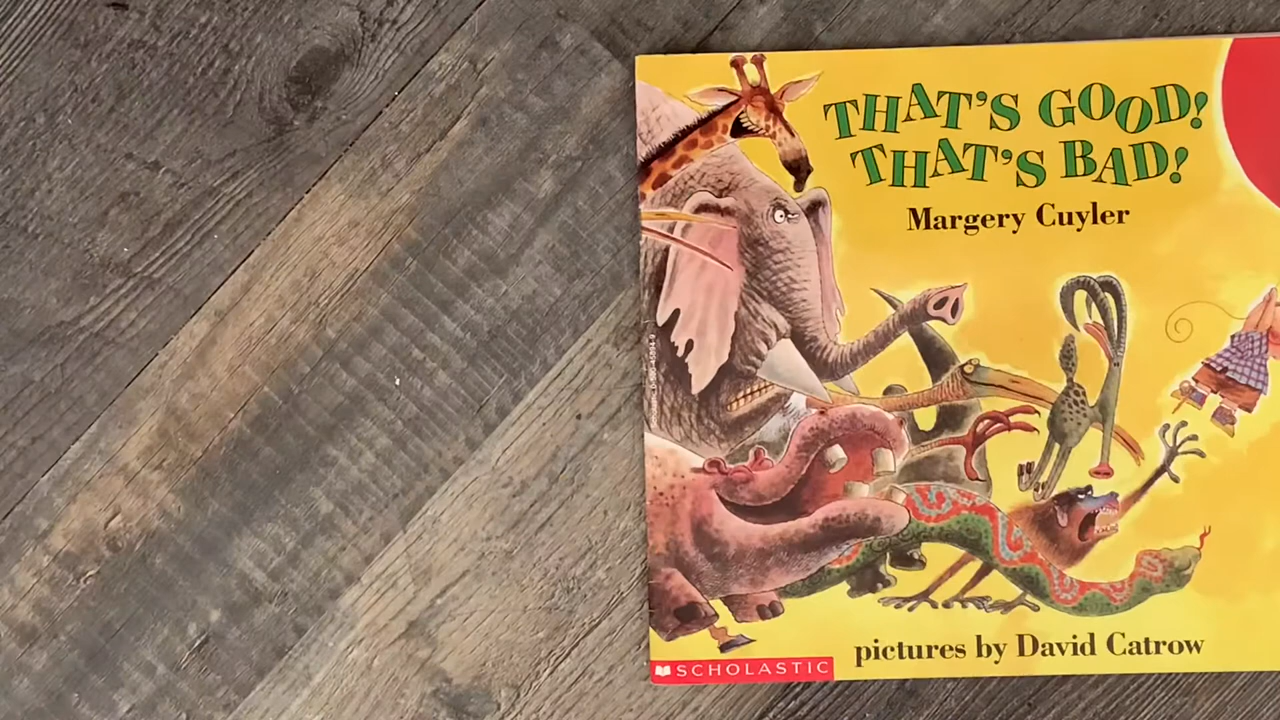 THAT'S GOOD!
THAT'S BAD!
Margery Cuyler
pictures by David Catrow
SCHOLASTIC